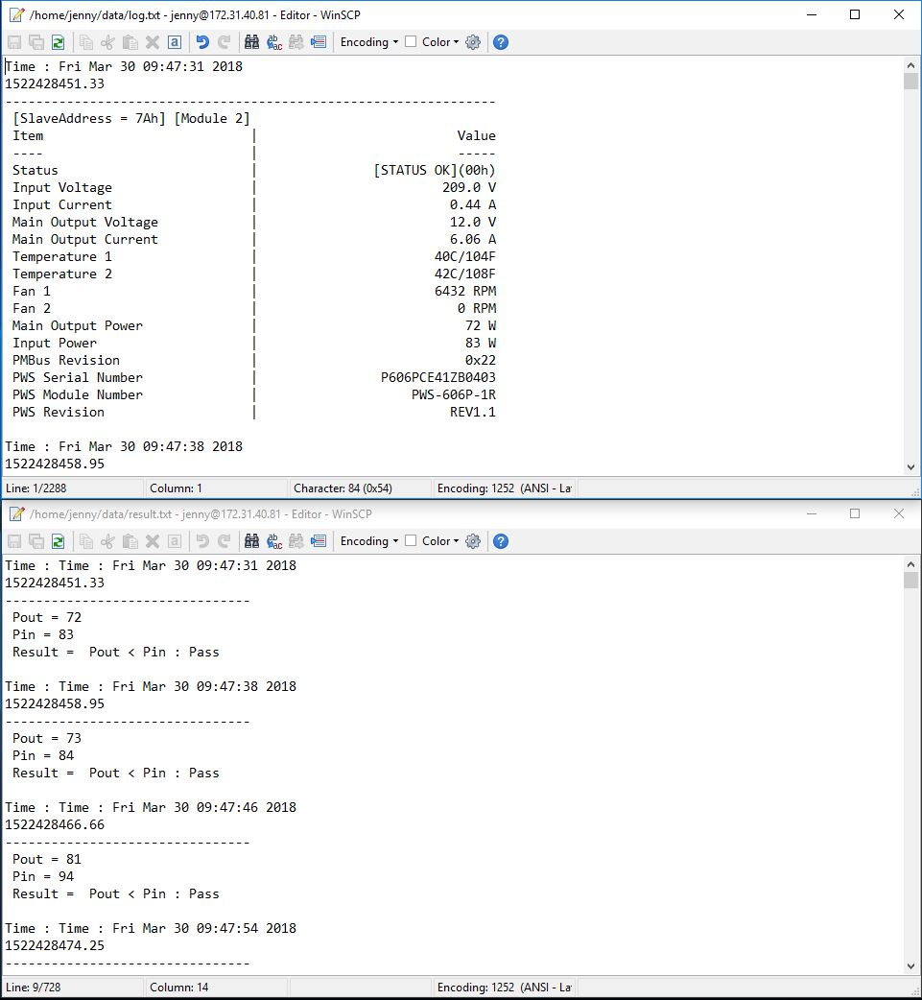 /home/jenny/data/log.txt - jenny@172.31.40.81 - Editor - WinSCP
Encoding Color
Time : Fri Mar 30 09:47:31 2018
1522428451.33
----------------------------------------------------------------
[SlaveAddress = 7Ah] [Module 2]
Item | Value
---- | -----
Status | [STATUS OK](00h)
Input Voltage | 209.0 V
Input Current | 0.44 A
Main Output Voltage | 12.0 V
Main Output Current | 6.06 A
Temperature 1 | 40C/104F
Temperature 2 | 42C/108F
Fan 1 | 6432 RPM
Fan 2 | 0 RPM
Main Output Power | 72 W
Input Power | 83 W
PMBus Revision | 0x22
PWS Serial Number | P606PCE41ZB0403
PWS Module Number | PWS-606P-1R
PWS Revision | REV1.1
Time : Fri Mar 30 09:47:38 2018
1522428458.95
Line: 1/2288 Column: 1 Character: 84 (0x54) Encoding: 1252 (ANSI - La
/home/jenny/data/result.txt - jenny@172.31.40.81 - Editor - WinSCP
Encoding Color
Time : Time : Fri Mar 30 09:47:31 2018
1522428451.33
--------------------------------
Pout = 72
Pin = 83
Result =  Pout < Pin : Pass
Time : Time : Fri Mar 30 09:47:38 2018
1522428458.95
--------------------------------
Pout = 73
Pin = 84
Result =  Pout < Pin : Pass
Time : Time : Fri Mar 30 09:47:46 2018
1522428466.66
--------------------------------
Pout = 81
Pin = 94
Result =  Pout < Pin : Pass
Time : Time : Fri Mar 30 09:47:54 2018
1522428474.25
--------------------------------
Line: 9/728 Column: 14 Encoding: 1252 (ANSI - La